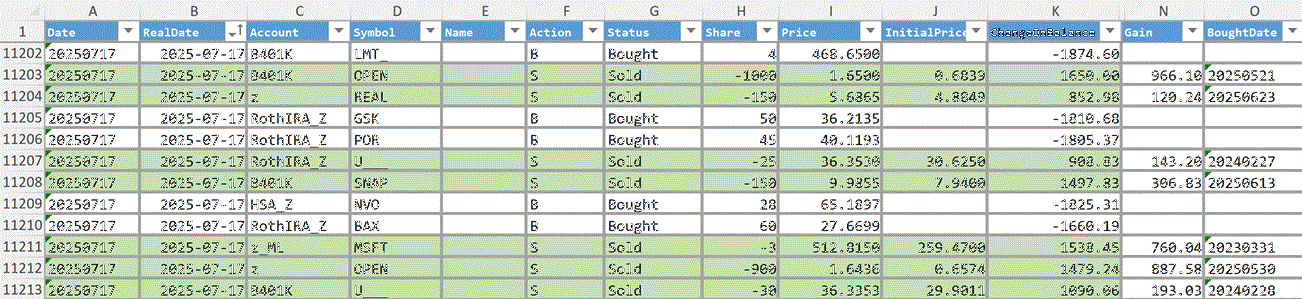 A B C D E F G H I J K N O
1 Date RealDate Account Symbol Name Action Status Share Price InitialPrice ChangeInBalance Gain BoughtDate
11202 20250717 2025-07-17 B401K LMT_ B Bought 4 468.6500 -1874.60
11203 20250717 2025-07-17 B401K OPEN S Sold -1000 1.6500 0.6839 1650.00 966.10 20250521
11204 20250717 2025-07-17 z REAL S Sold -150 5.6865 4.8849 852.98 120.24 20250623
11205 20250717 2025-07-17 RothIRA_Z GSK B Bought 50 36.2135 -1810.68
11206 20250717 2025-07-17 RothIRA_Z POR B Bought 45 40.1193 -1805.37
11207 20250717 2025-07-17 RothIRA_Z U___ S Sold -25 36.3530 30.6250 908.83 143.20 20240227
11208 20250717 2025-07-17 B401K SNAP S Sold -150 9.9855 7.9400 1497.83 306.83 20250613
11209 20250717 2025-07-17 HSA_Z NVO B Bought 28 65.1897 -1825.31
11210 20250717 2025-07-17 RothIRA_Z BAX B Bought 60 27.6699 -1660.19
11211 20250717 2025-07-17 z_ML MSFT S Sold -3 512.8150 259.4700 1538.45 760.04 20230331
11212 20250717 2025-07-17 z OPEN S Sold -900 1.6436 0.6574 1479.24 887.58 20250530
11213 20250717 2025-07-17 B401K U___ S Sold -30 36.3353 29.9011 1090.06 193.03 20240228